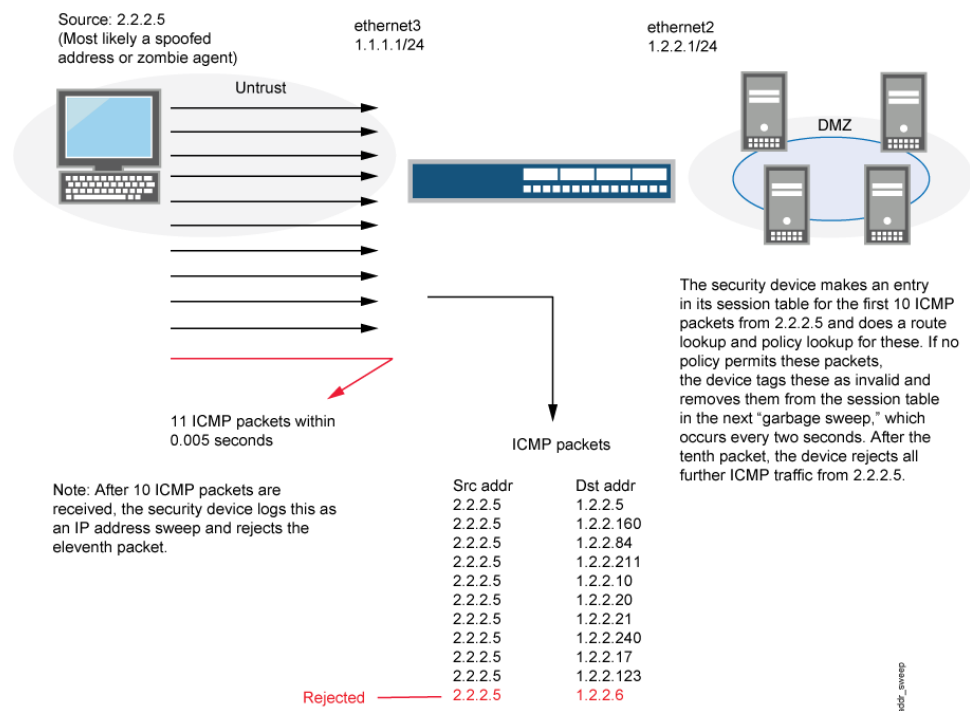 Source: 2.2.2.5
(Most likely a spoofed
address or zombie agent)
ethernet3
1.1.1.1/24
ethernet2
1.2.2.1/24
Untrust
DMZ
11 ICMP packets within
0.005 seconds
Note: After 10 ICMP packets are
received, the security device logs this as
an IP address sweep and rejects the
eleventh packet.
The security device makes an entry
in its session table for the first 10 ICMP
packets from 2.2.2.5 and does a route
lookup and policy lookup for these. If no
policy permits these packets,
the device tags these as invalid and
removes them from the session table
in the next “garbage sweep,” which
occurs every two seconds. After the
tenth packet, the device rejects all
further ICMP traffic from 2.2.2.5.
ICMP packets
Src addr Dst addr
2.2.2.5 1.2.2.5
2.2.2.5 1.2.2.160
2.2.2.5 1.2.2.84
2.2.2.5 1.2.2.211
2.2.2.5 1.2.2.10
2.2.2.5 1.2.2.20
2.2.2.5 1.2.2.21
2.2.2.5 1.2.2.240
2.2.2.5 1.2.2.17
2.2.2.5 1.2.2.123
Rejected 2.2.2.5 1.2.2.6